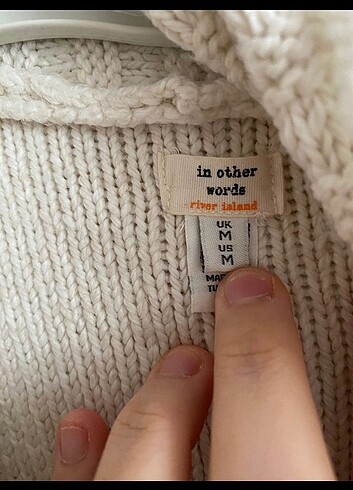 in other
words
river island
UK
M
US
M